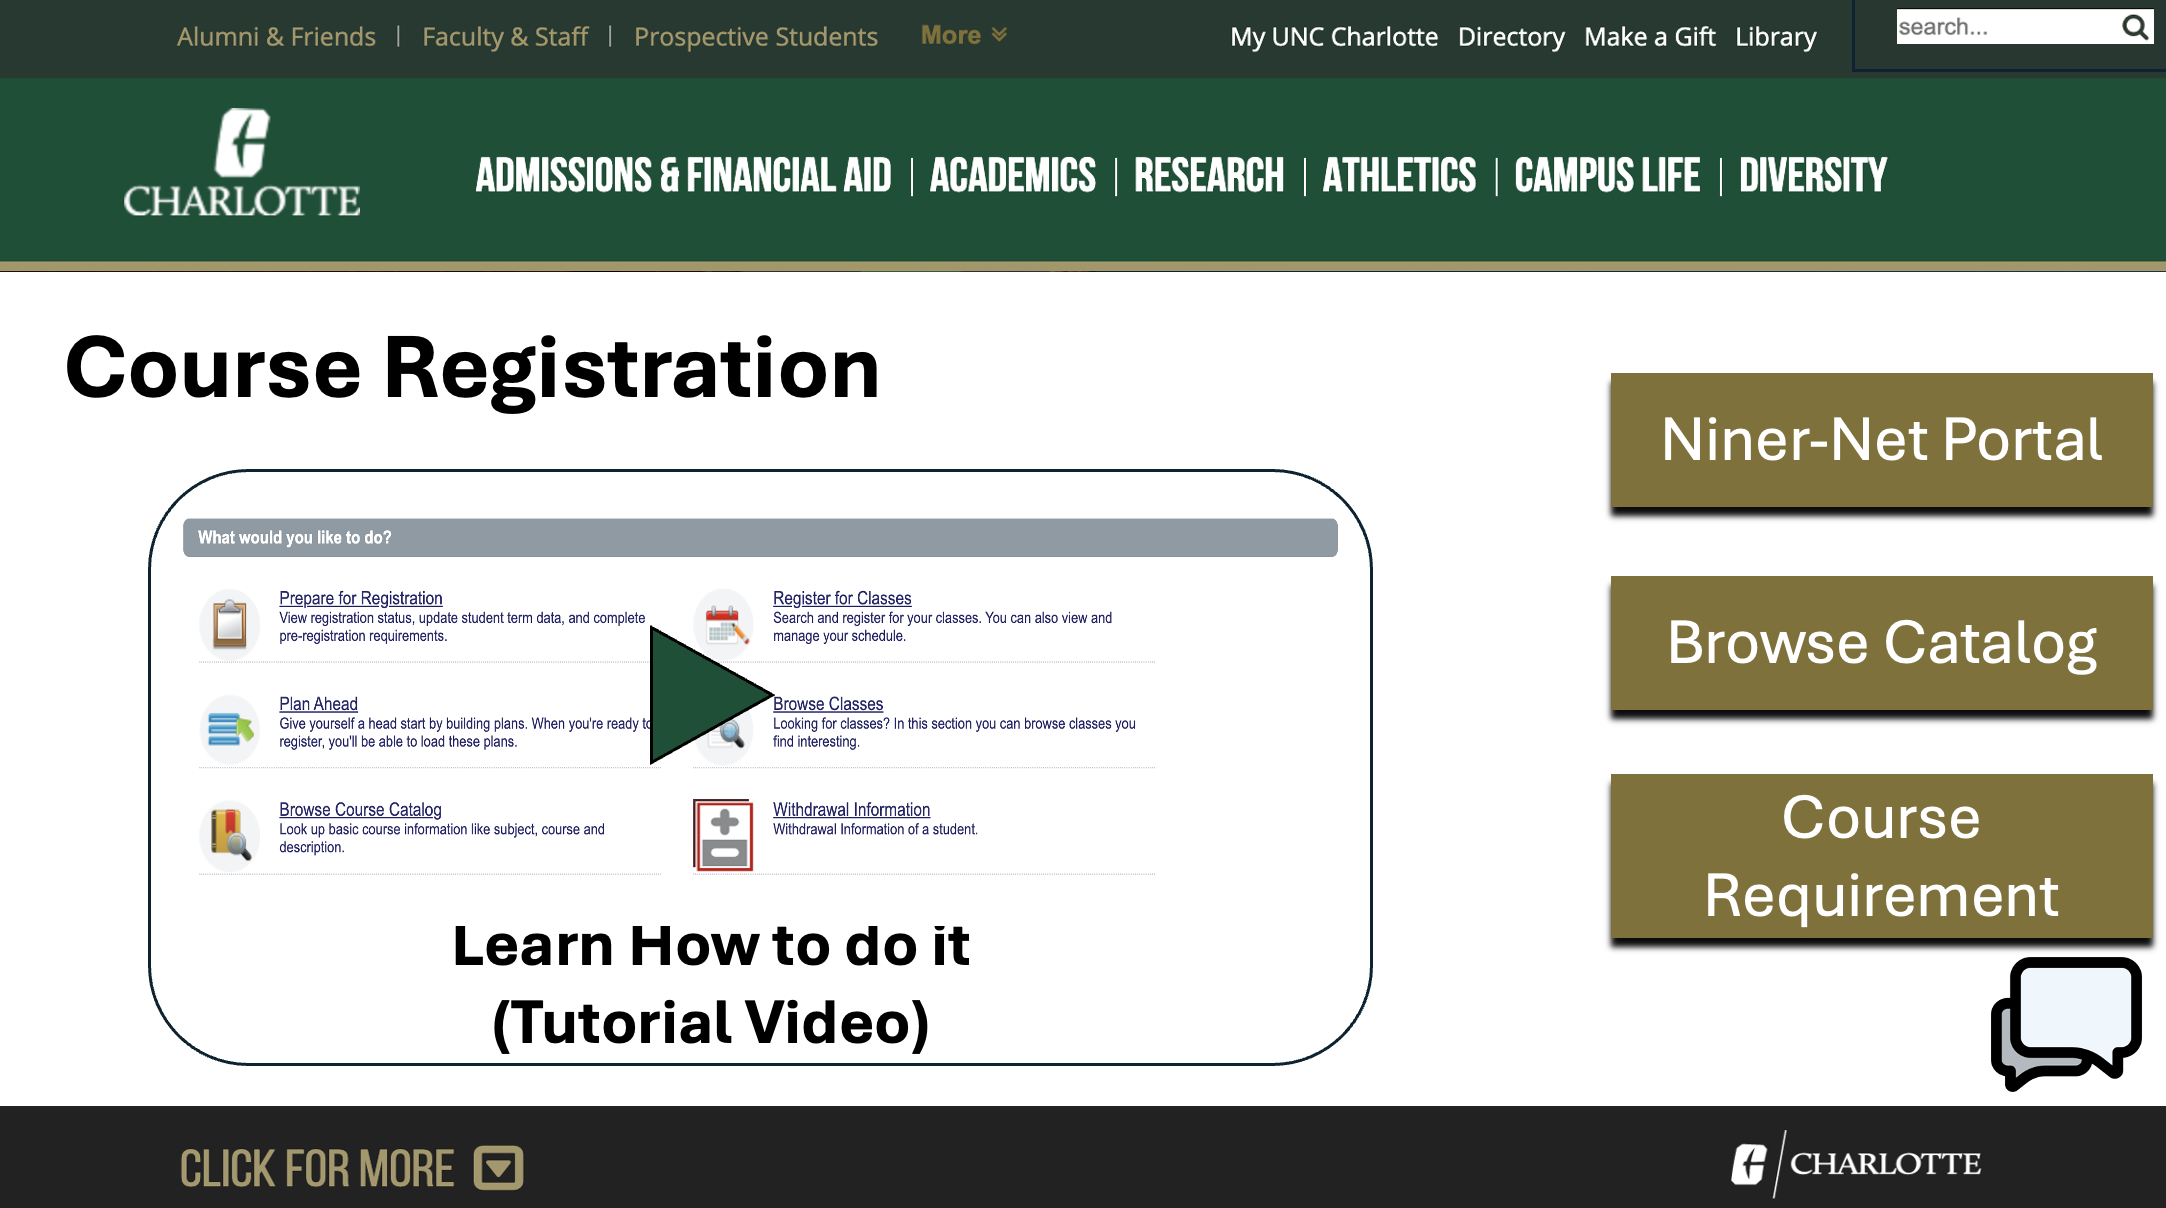 Alumni & Friends | Faculty & Staff | Prospective Students More
My UNC Charlotte Directory Make a Gift Library
search...
CHARLOTTE
ADMISSIONS & FINANCIAL AID | ACADEMICS | RESEARCH | ATHLETICS | CAMPUS LIFE | DIVERSITY
Course Registration
What would you like to do?
Prepare for Registration
View registration status, update student term data, and complete
pre-registration requirements.
Register for Classes
Search and register for your classes. You can also view and
manage your schedule.
Plan Ahead
Give yourself a head start by building plans. When you're ready to
register, you'll be able to load these plans.
Browse Classes
Looking for classes? In this section you can browse classes you
find interesting.
Browse Course Catalog
Look up basic course information like subject, course and
description.
Withdrawal Information
Withdrawal Information of a student.
Learn How to do it
(Tutorial Video)
Niner-Net Portal
Browse Catalog
Course
Requirement
CLICK FOR MORE
CHARLOTTE